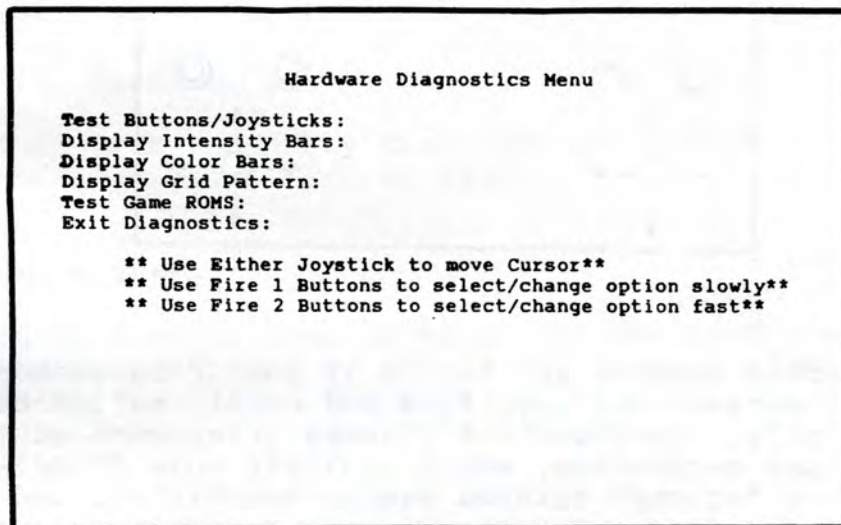 Hardware Diagnostics Menu
Test Buttons/Joysticks:
Display Intensity Bars:
Display Color Bars:
Display Grid Pattern:
Test Game ROMS:
Exit Diagnostics:
** Use Either Joystick to move Cursor**
** Use Fire 1 Buttons to select/change option slowly**
** Use Fire 2 Buttons to select/change option fast**